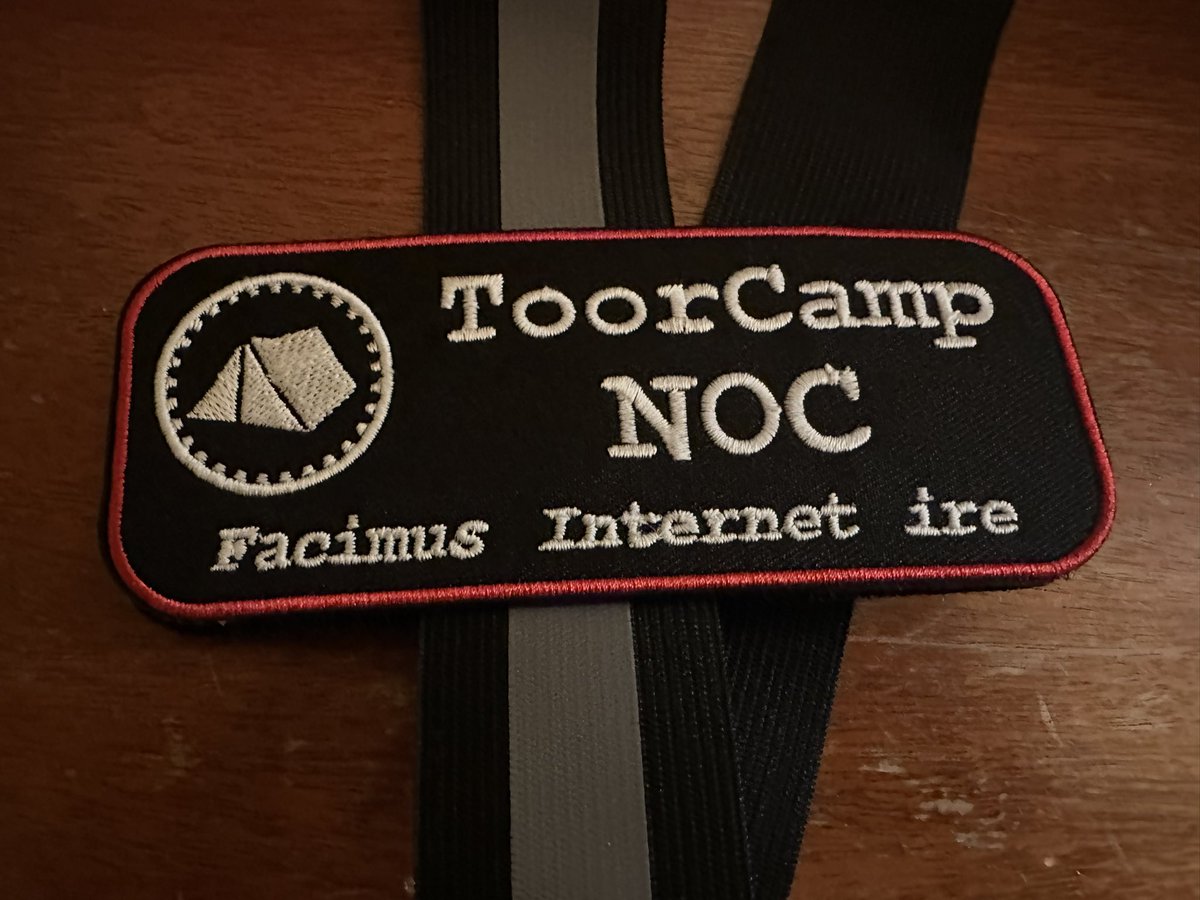 ToorCamp
NOC
Facimus Internet ire